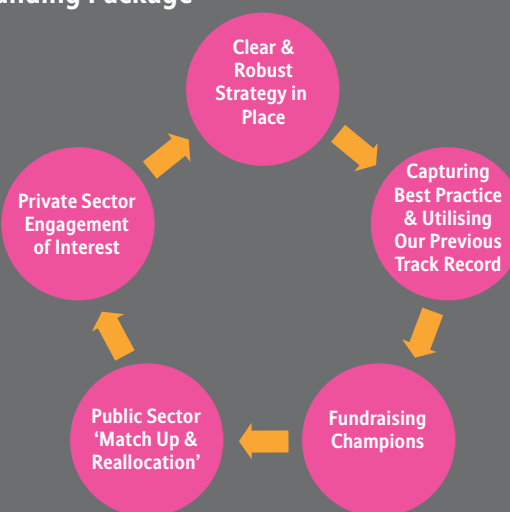 Package
Clear &
Robust
Strategy in
Place
Capturing
Best Practice
& Utilising
Our Previous
Track Record
Fundraising
Champions
Public Sector
‘Match Up &
Reallocation’
Private Sector
Engagement
of Interest